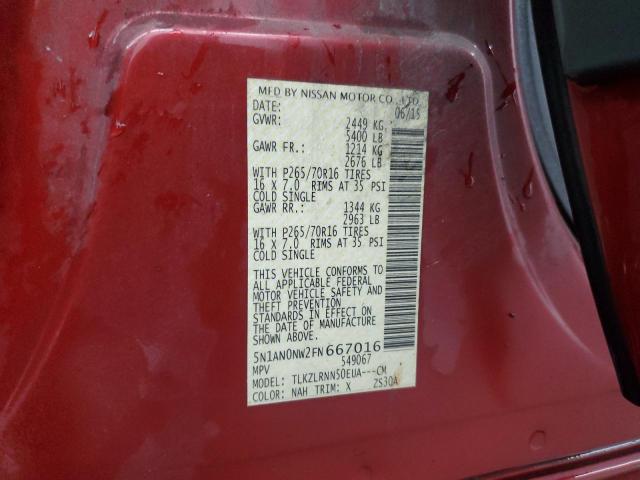 MFD BY NISSAN MOTOR CO., LTD.
DATE: 06/15
GVWR: 2449 KG
5400 LB
GAWR FR.: 1214 KG
2676 LB
WITH P265/70R16 TIRES
16 X 7.0 RIMS AT 35 PSI
COLD SINGLE
GAWR RR.: 1344 KG
2963 LB
WITH P265/70R16 TIRES
16 X 7.0 RIMS AT 35 PSI
COLD SINGLE
THIS VEHICLE CONFORMS TO
ALL APPLICABLE FEDERAL
MOTOR VEHICLE SAFETY AND
THEFT PREVENTION
STANDARDS IN EFFECT ON
THE DATE OF MANUFACTURE
SHOWN ABOVE.
5N1AN0NW2FN667016
MPV 549067
MODEL: TLKZLRNN50EUA---CM
COLOR: NAH TRIM: X ZS30A